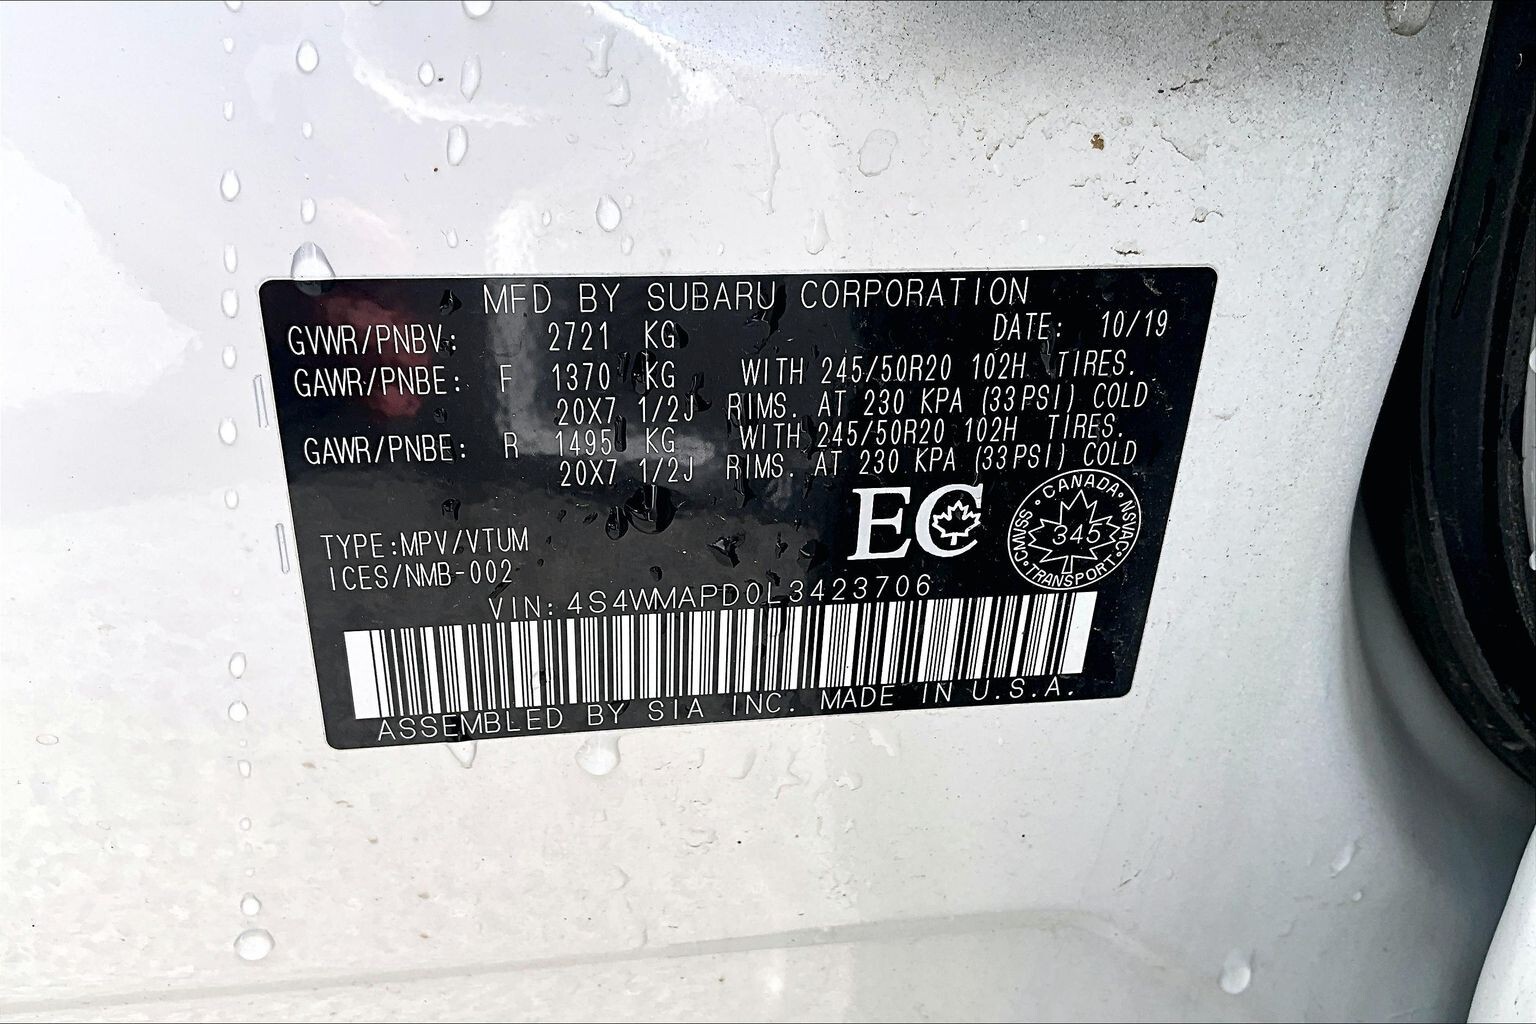 MFD BY SUBARU CORPORATION
GVWR/PNBV: 2721 KG DATE: 10/19
GAWR/PNBE: F 1370 KG WITH 245/50R20 102H TIRES.
20X7 1/2J RIMS. AT 230 KPA (33PSI) COLD
GAWR/PNBE: R 1495 KG WITH 245/50R20 102H TIRES.
20X7 1/2J RIMS. AT 230 KPA (33PSI) COLD
EC
CANADA
NSVAC
TRANSPORT
CMVSS
345
TYPE:MPV/VTUM
ICES/NMB-002
VIN: 4S4WMAPD0L3423706
ASSEMBLED BY SIA INC. MADE IN U.S.A.